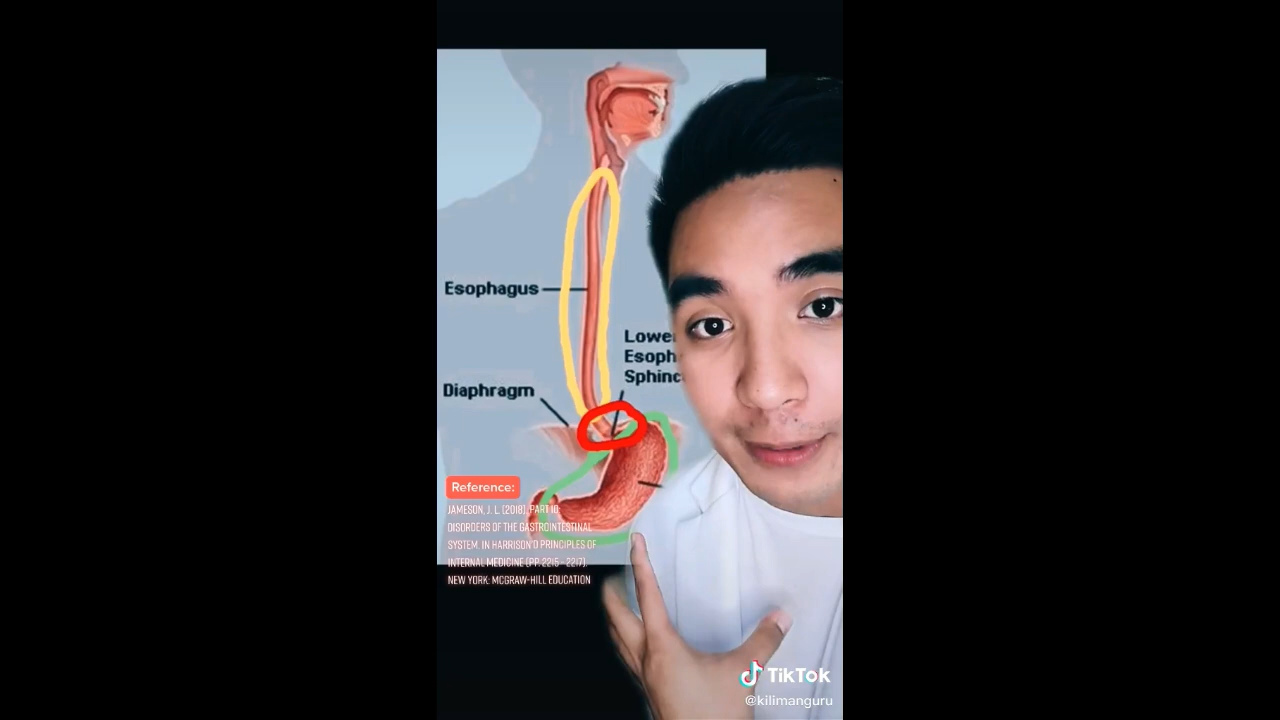 Esophagus
Lowe
Esoph
Sphinc
Diaphragm
Reference:
JAMESON, J. L. (2018). PART 10:
DISORDERS OF THE GASTROINTESTINAL
SYSTEM. IN HARRISON'D PRINCIPLES OF
INTERNAL MEDICINE (PP. 2215 - 2217).
NEW YORK: MCGRAW-HILL EDUCATION
TikTok
@kilimanguru